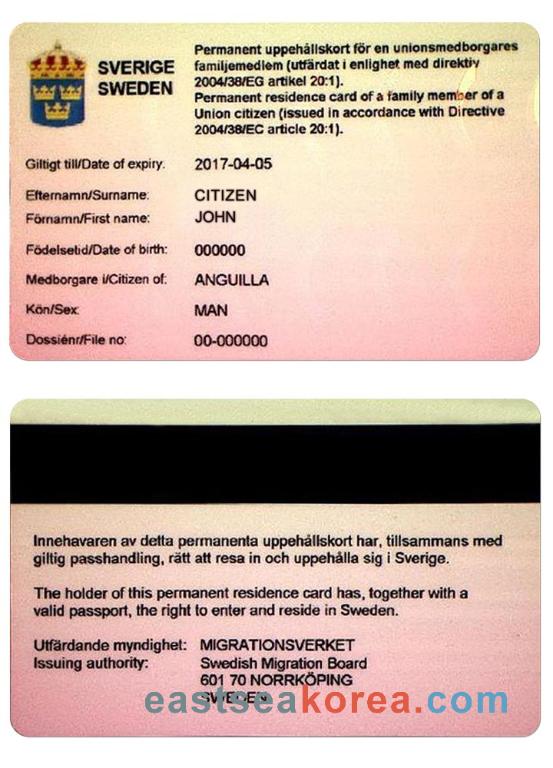 SVERIGE
SWEDEN
Permanent uppehållskort för en unionsmedborgares
familjemedlem (utfärdat i enlighet med direktiv
2004/38/EG artikel 20:1).
Permanent residence card of a family member of a
Union citizen (issued in accordance with Directive
2004/38/EC article 20:1).
Giltigt till/Date of expiry: 2017-04-05
Efternamn/Surname: CITIZEN
Förnamn/First name: JOHN
Födelsetid/Date of birth: 000000
Medborgare i/Citizen of: ANGUILLA
Kön/Sex: MAN
Dossiénr/File no: 00-000000
Innehavaren av detta permanenta uppehållskort har, tillsammans med
giltig passhandling, rätt att resa in och uppehålla sig i Sverige.
The holder of this permanent residence card has, together with a
valid passport, the right to enter and reside in Sweden.
Utfärdande myndighet: MIGRATIONSVERKET
Issuing authority: Swedish Migration Board
601 70 NORRKÖPING
SWEDEN
eastseakorea.com